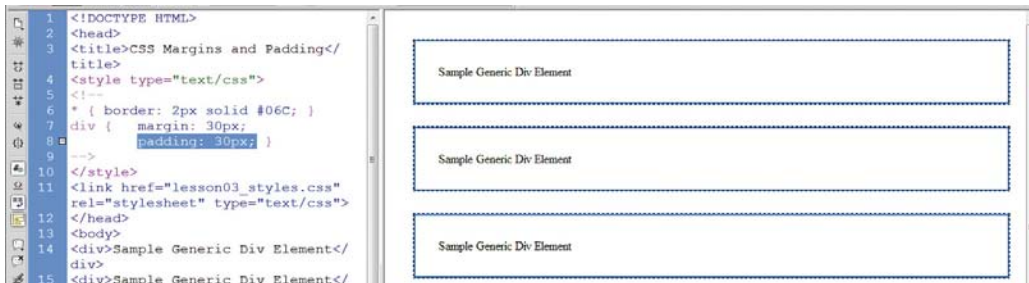 1 <!DOCTYPE HTML>
2 <head>
3 <title>CSS Margins and Padding</
title>
4 <style type="text/css">
5 <!--
6 * { border: 2px solid #06C; }
7 div { margin: 30px;
8 padding: 30px; }
9 -->
10 </style>
11 <link href="lesson03_styles.css"
rel="stylesheet" type="text/css">
12 </head>
13 <body>
14 <div>Sample Generic Div Element</
div>
15 <div>Sample Generic Div Element</
Sample Generic Div Element
Sample Generic Div Element
Sample Generic Div Element